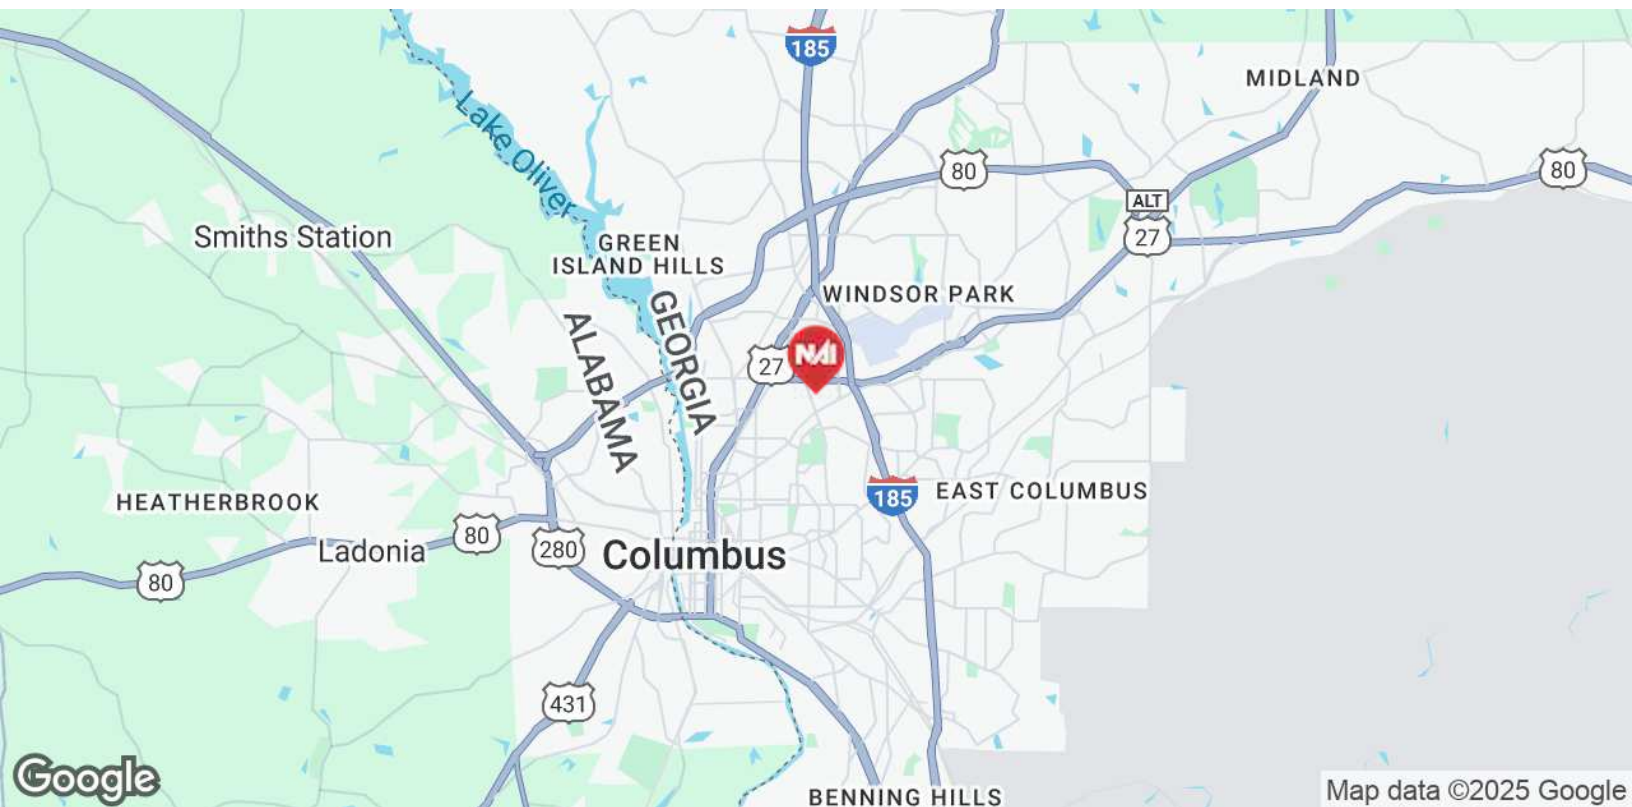 185
MIDLAND
Lake Oliver
80
80
ALT
27
Smiths Station
GREEN
ISLAND HILLS
WINDSOR PARK
GEORGIA
ALABAMA
27
NAI
HEATHERBROOK
185
EAST COLUMBUS
80
Ladonia
280
Columbus
80
431
Google
BENNING HILLS
Map data ©2025 Google